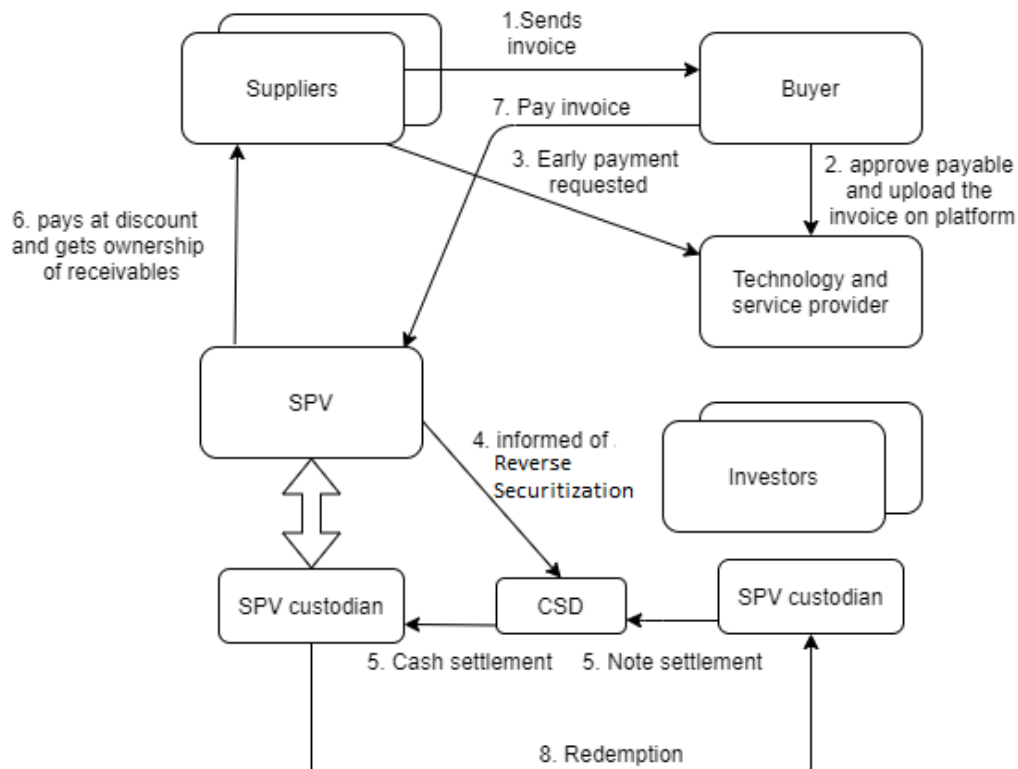 1.Sends
invoice
Suppliers
Buyer
7. Pay invoice
3. Early payment
requested
2. approve payable
and upload the
invoice on platform
6. pays at discount
and gets ownership
of receivables
Technology and
service provider
SPV
4. informed of
Reverse
Securitization
Investors
SPV custodian
CSD
SPV custodian
5. Cash settlement
5. Note settlement
8. Redemption